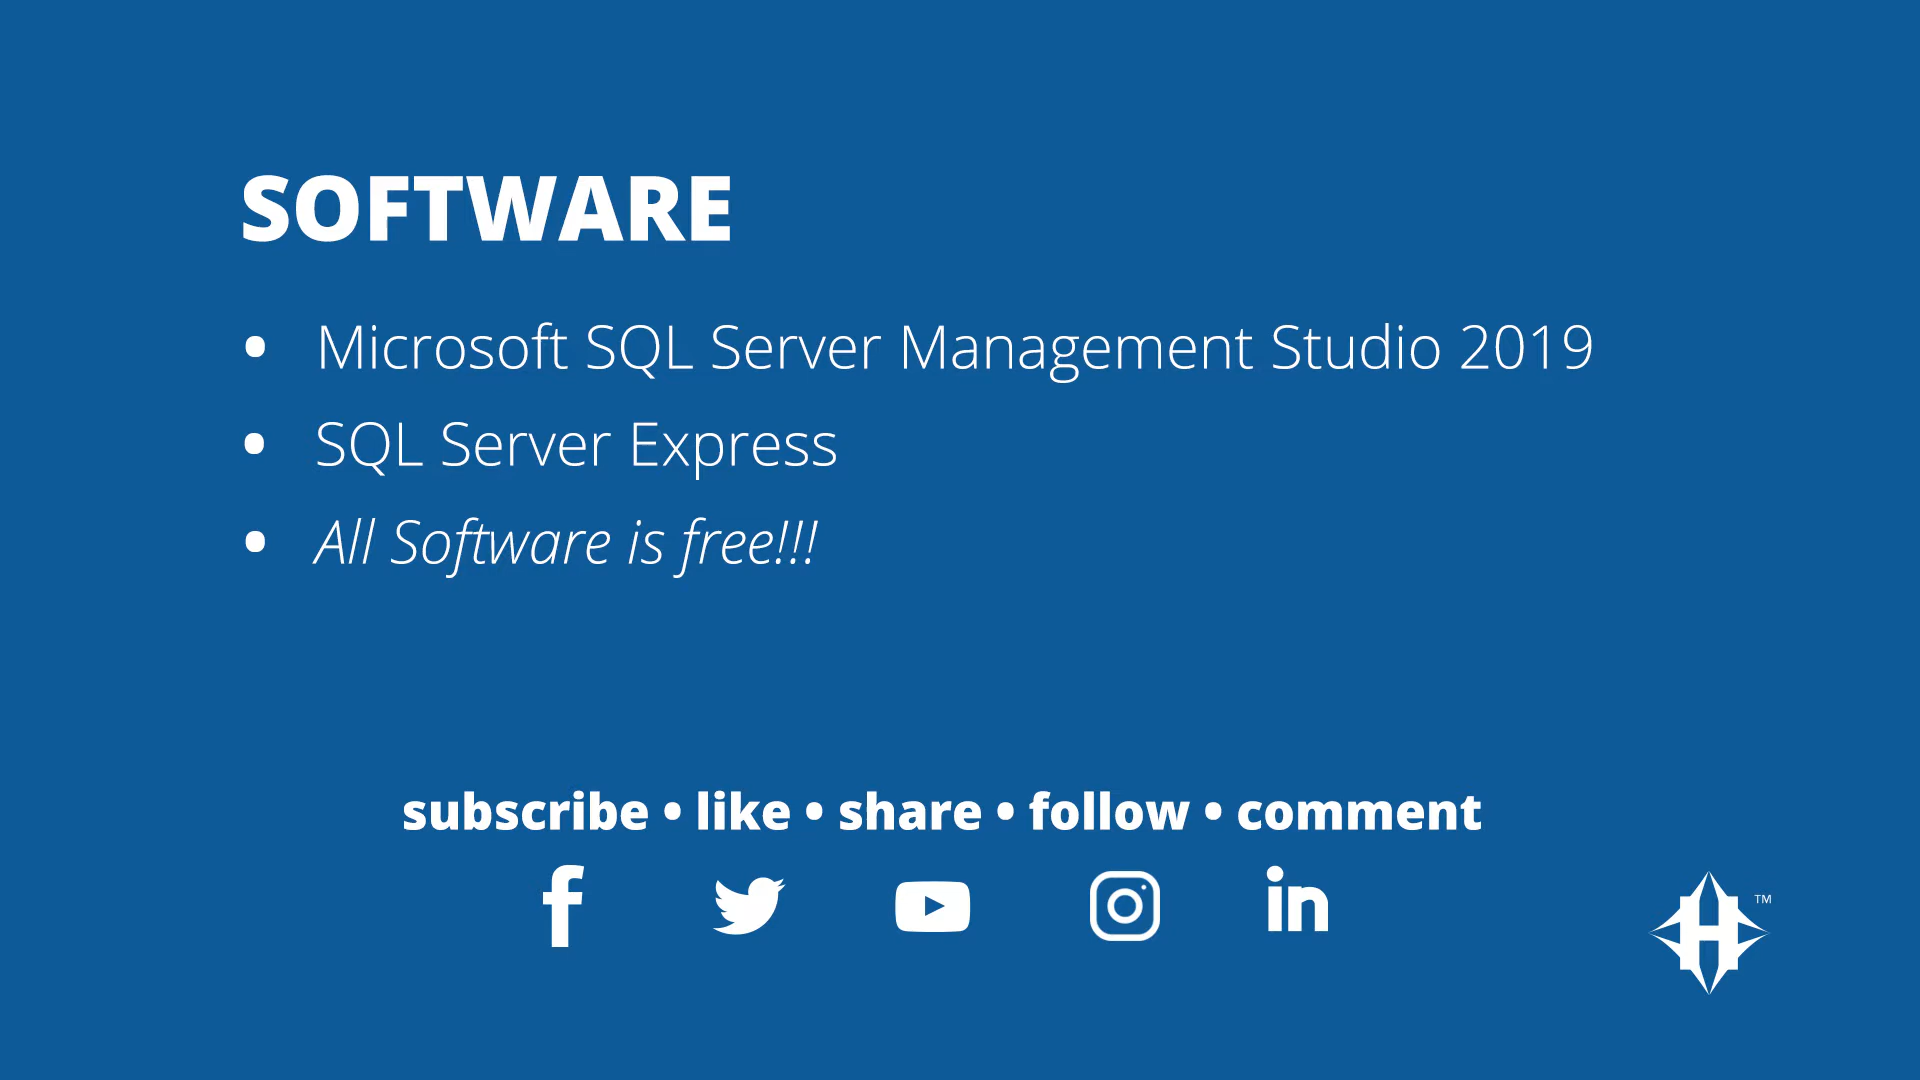 SOFTWARE
• Microsoft SQL Server Management Studio 2019
• SQL Server Express
• All Software is free!!!
subscribe • like • share • follow • comment
f
in
H™